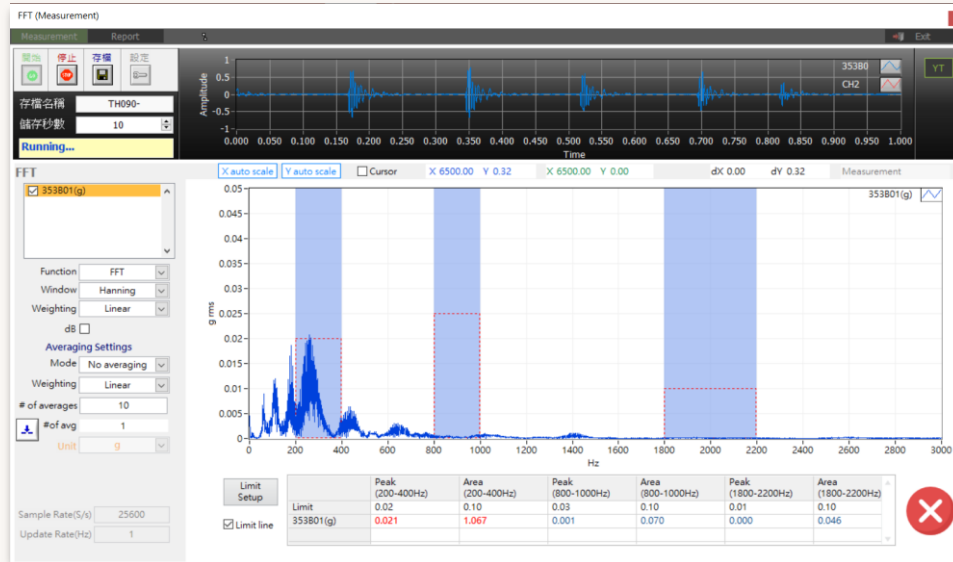 FFT (Measurement)
Measurement Report Exit
開始 停止 存檔 設定
STOP
存檔名稱 TH090-
儲存秒數 10
Running...
Amplitude
1
0.5
0
-0.5
-1
0.000 0.050 0.100 0.150 0.200 0.250 0.300 0.350 0.400 0.450 0.500 0.550 0.600 0.650 0.700 0.750 0.800 0.850 0.900 0.950 1.000
Time
353B0
CH2
YT
FFT
X auto scale Y auto scale Cursor X 6500.00 Y 0.32 X 6500.00 Y 0.00 dX 0.00 dY 0.32 Measurement
353B01(g)
Function FFT
Window Hanning
Weighting Linear
dB
Averaging Settings
Mode No averaging
Weighting Linear
# of averages 10
#of avg 1
Unit g
Sample Rate(S/s) 25600
Update Rate(Hz) 1
353B01(g)
g rms
0.05
0.045
0.04
0.035
0.03
0.025
0.02
0.015
0.01
0.005
0
0 200 400 600 800 1000 1200 1400 1600 1800 2000 2200 2400 2600 2800 3000
Hz
Limit Setup
Limit line
Peak (200-400Hz) Area (200-400Hz) Peak (800-1000Hz) Area (800-1000Hz) Peak (1800-2200Hz) Area (1800-2200Hz)
Limit 0.02 0.10 0.03 0.10 0.01 0.10
353B01(g) 0.021 1.067 0.001 0.070 0.000 0.046